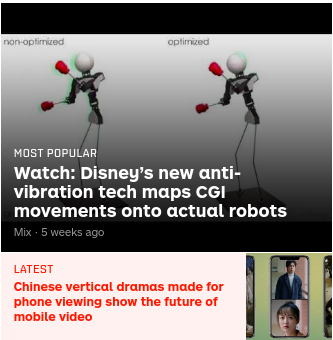 non-optimized optimized
MOST POPULAR
Watch: Disney’s new anti-
vibration tech maps CGI
movements onto actual robots
Mix · 5 weeks ago
LATEST
Chinese vertical dramas made for
phone viewing show the future of
mobile video